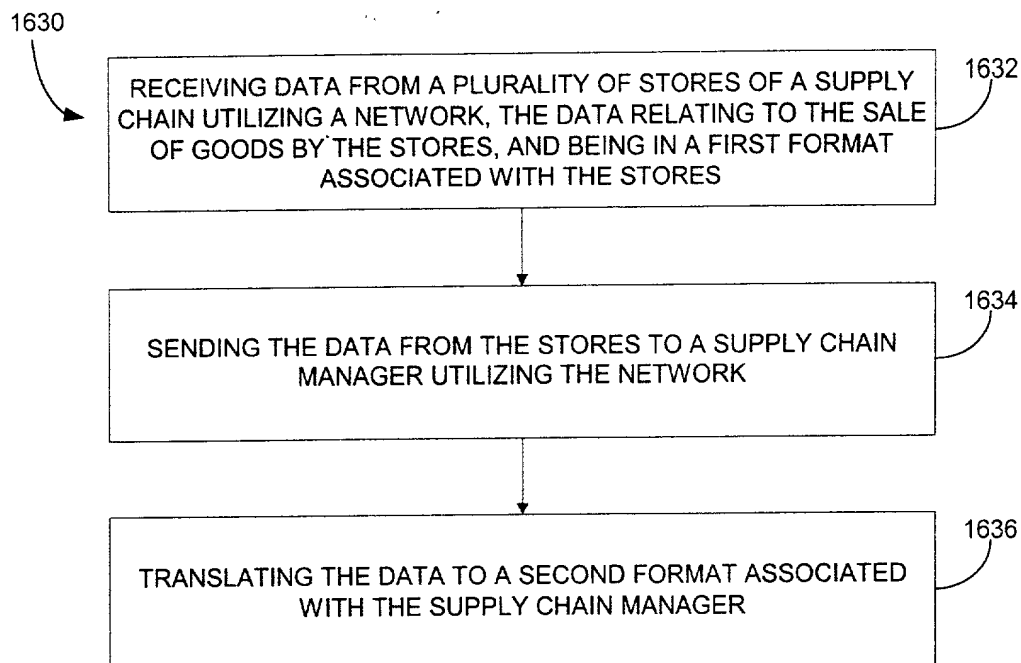 1630
RECEIVING DATA FROM A PLURALITY OF STORES OF A SUPPLY
CHAIN UTILIZING A NETWORK, THE DATA RELATING TO THE SALE
OF GOODS BY THE STORES, AND BEING IN A FIRST FORMAT
ASSOCIATED WITH THE STORES
1632
SENDING THE DATA FROM THE STORES TO A SUPPLY CHAIN
MANAGER UTILIZING THE NETWORK
1634
TRANSLATING THE DATA TO A SECOND FORMAT ASSOCIATED
WITH THE SUPPLY CHAIN MANAGER
1636